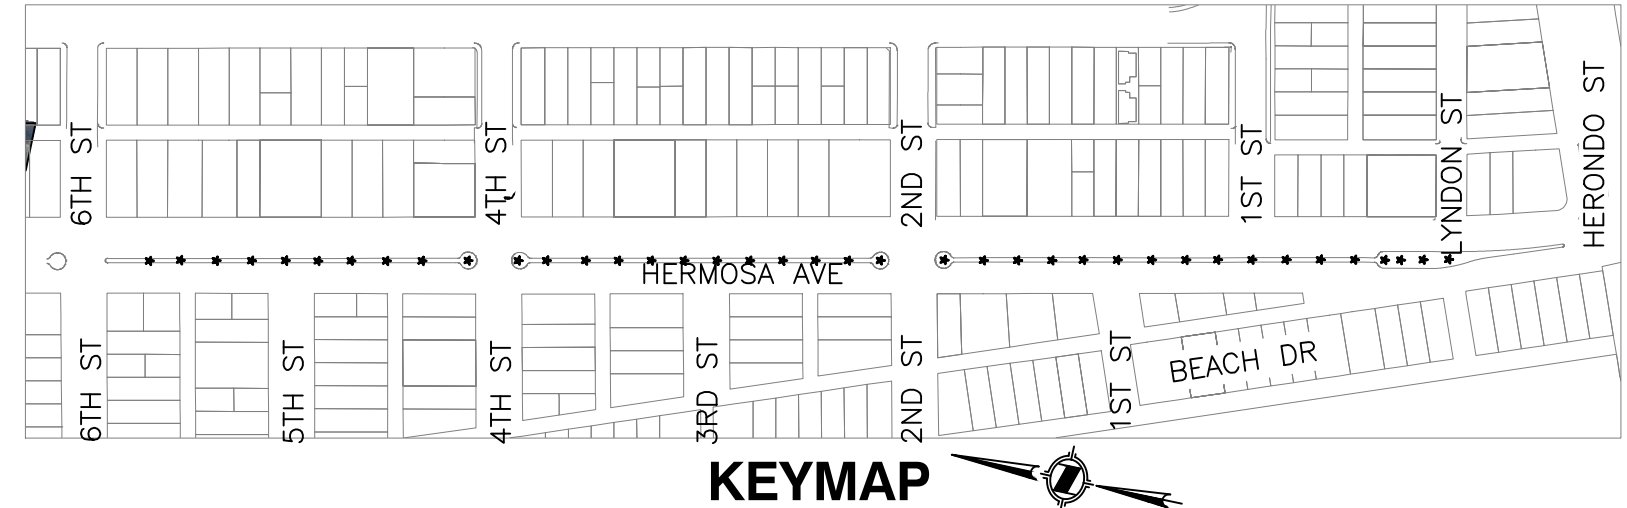 6TH ST
4TH ST
2ND ST
1ST ST
LYNDON ST
HERONDO ST
HERMOSA AVE
6TH ST
5TH ST
4TH ST
3RD ST
2ND ST
1ST ST
BEACH DR
KEYMAP